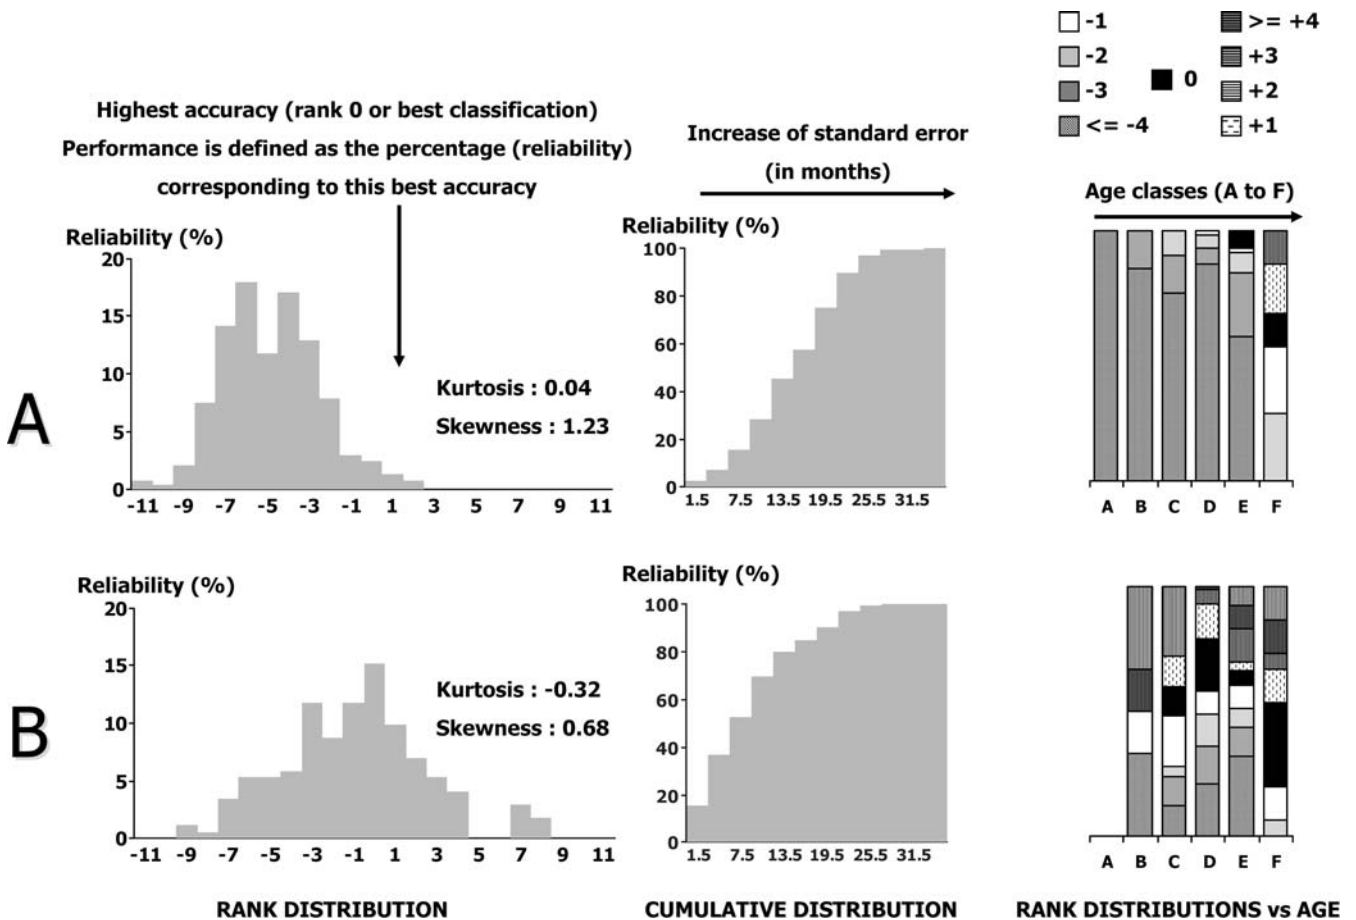 -1
-2
-3
<= -4
0
>= +4
+3
+2
+1
Highest accuracy (rank 0 or best classification)
Performance is defined as the percentage (reliability)
corresponding to this best accuracy
Increase of standard error
(in months)
Age classes (A to F)
A
Reliability (%)
20
15
10
5
0
-11 -9 -7 -5 -3 -1 1 3 5 7 9 11
Kurtosis : 0.04
Skewness : 1.23
Reliability (%)
100
80
60
40
20
0
1.5 7.5 13.5 19.5 25.5 31.5
A B C D E F
B
Reliability (%)
20
15
10
5
0
-11 -9 -7 -5 -3 -1 1 3 5 7 9 11
Kurtosis : -0.32
Skewness : 0.68
Reliability (%)
100
80
60
40
20
0
1.5 7.5 13.5 19.5 25.5 31.5
A B C D E F
RANK DISTRIBUTION
CUMULATIVE DISTRIBUTION
RANK DISTRIBUTIONS vs AGE